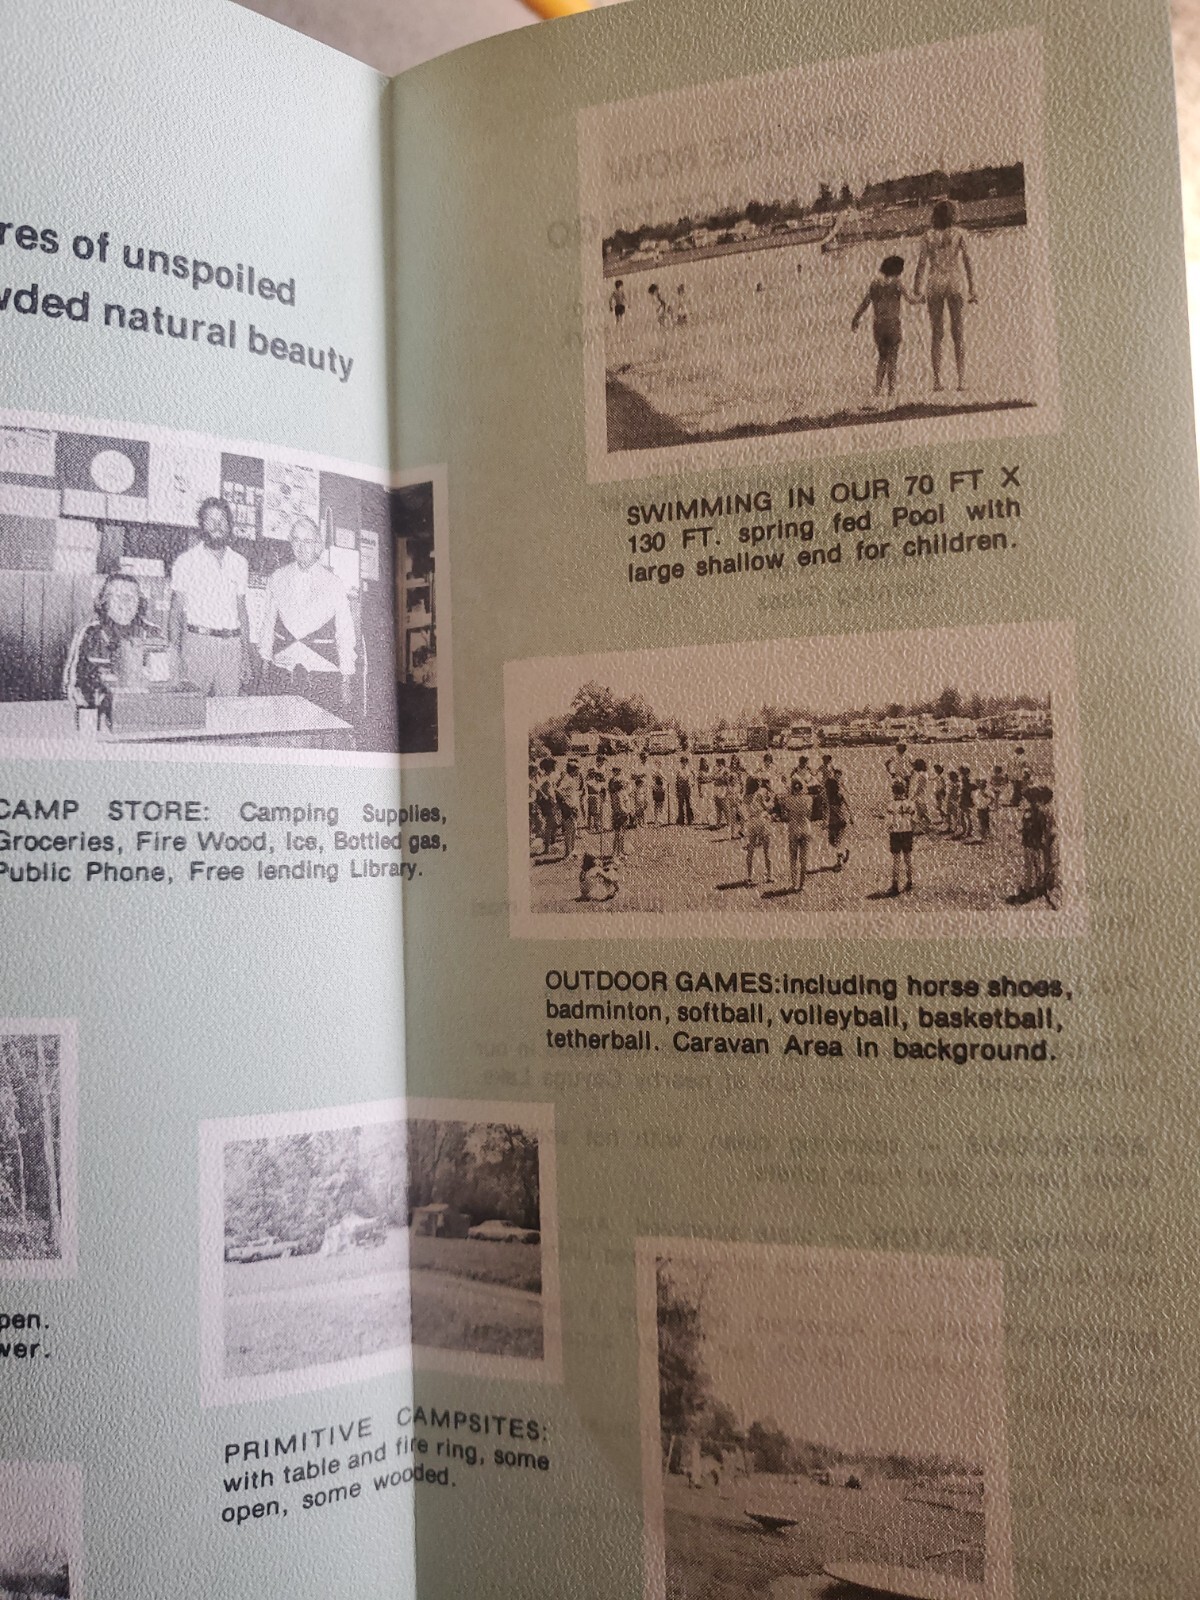 res of unspoiled
wded natural beauty
CAMP STORE: Camping Supplies,
Groceries, Fire Wood, Ice, Bottled gas,
Public Phone, Free lending Library.
pen.
wer.
PRIMITIVE CAMPSITES:
with table and fire ring, some
open, some wooded.
SWIMMING IN OUR 70 FT X
130 FT. spring fed Pool with
large shallow end for children.
OUTDOOR GAMES:including horse shoes,
badminton, softball, volleyball, basketball,
tetherball. Caravan Area in background.